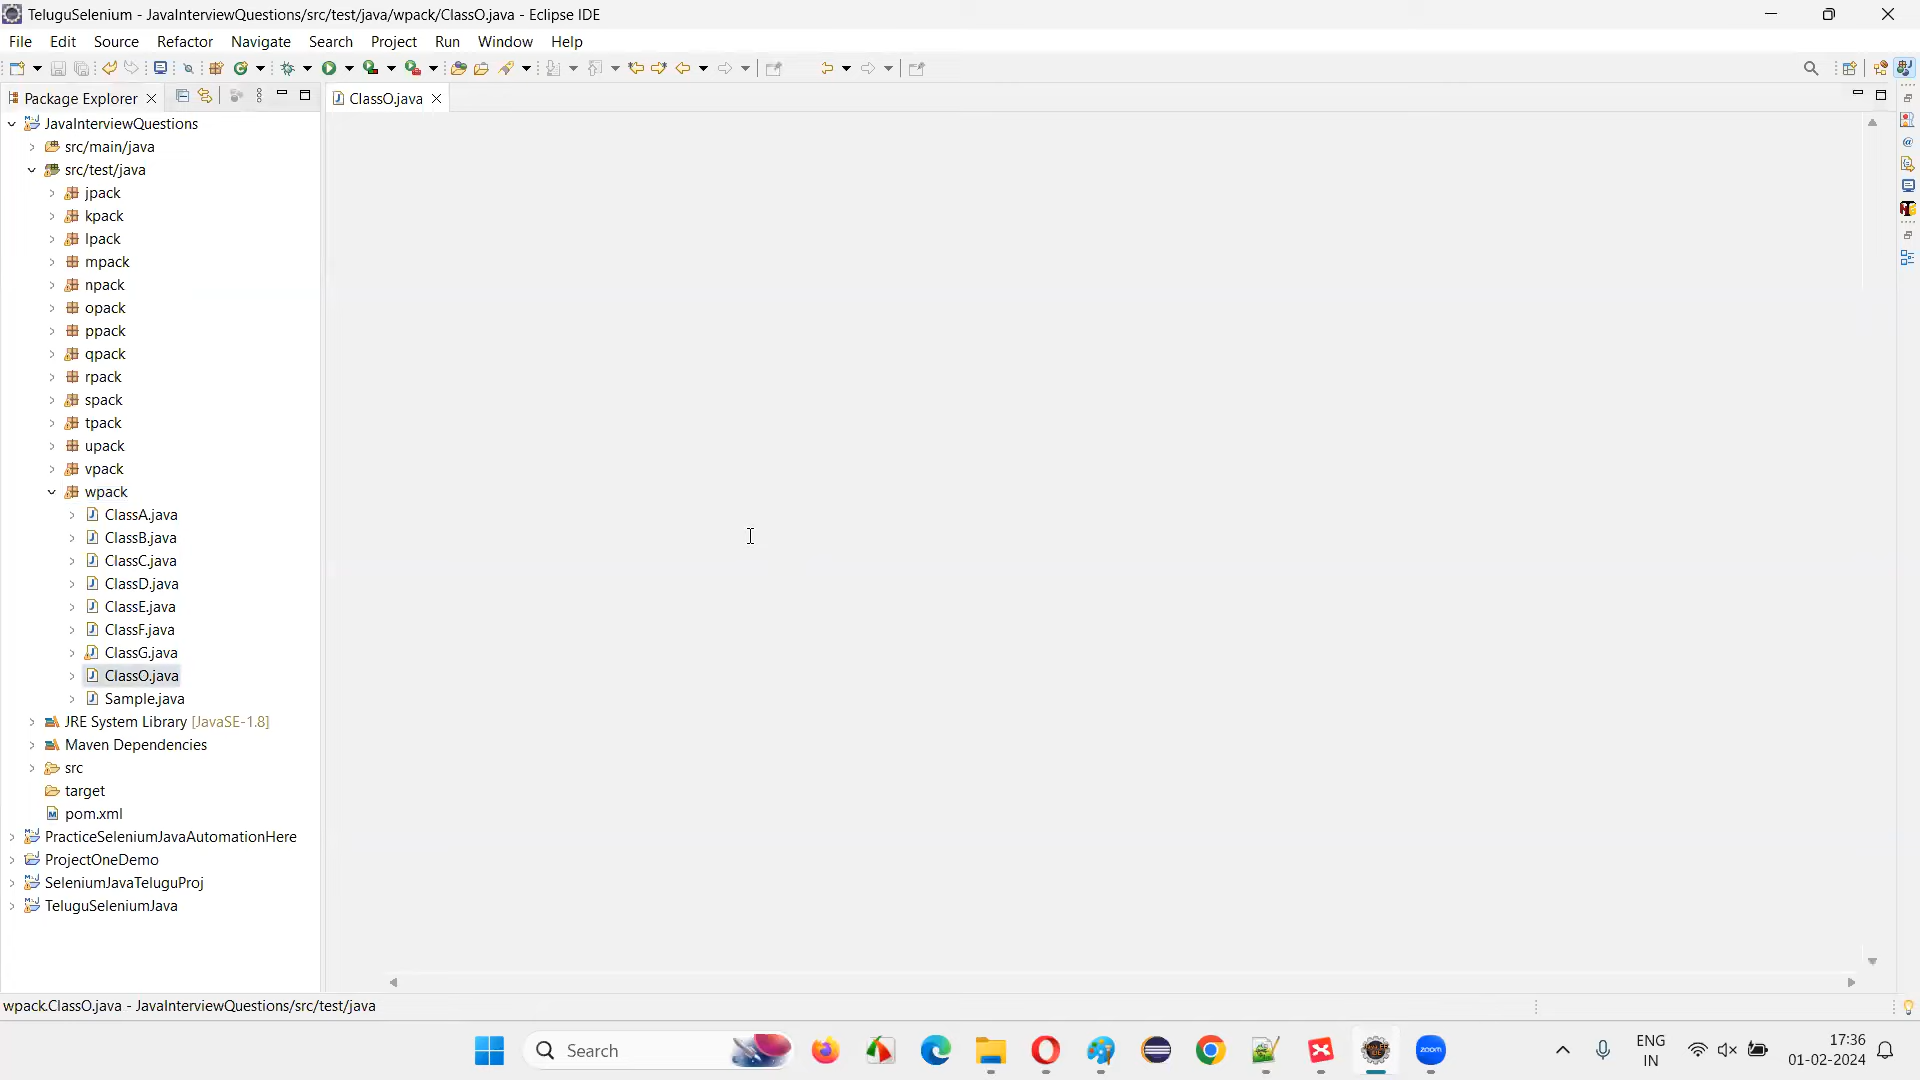 TeluguSelenium - JavaInterviewQuestions/src/test/java/wpack/ClassO.java - Eclipse IDE
File Edit Source Refactor Navigate Search Project Run Window Help
Package Explorer
ClassO.java
JavaInterviewQuestions
src/main/java
src/test/java
jpack
kpack
lpack
mpack
npack
opack
ppack
qpack
rpack
spack
tpack
upack
vpack
wpack
ClassA.java
ClassB.java
ClassC.java
ClassD.java
ClassE.java
ClassF.java
ClassG.java
ClassO.java
Sample.java
JRE System Library [JavaSE-1.8]
Maven Dependencies
src
target
pom.xml
PracticeSeleniumJavaAutomationHere
ProjectOneDemo
SeleniumJavaTeluguProj
TeluguSeleniumJava
wpack.ClassO.java - JavaInterviewQuestions/src/test/java
Search
zoom
ENG
IN
17:36
01-02-2024